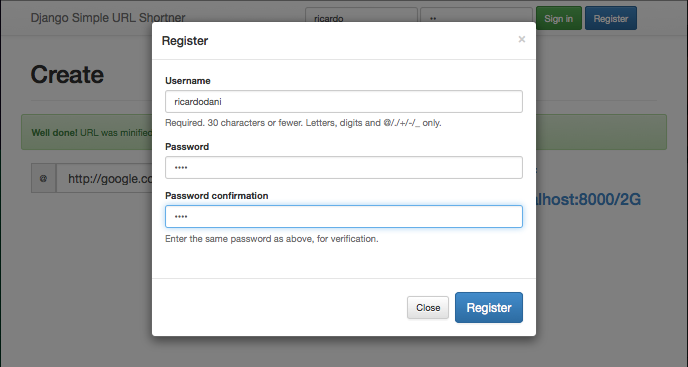 Django Simple URL Shortner ricardo •• Sign in Register
Register ×
Create
Username
ricardodani
Required. 30 characters or fewer. Letters, digits and @/./+/-/_ only.
Well done! URL was minified
Password
••••
@ http://google.co
Password confirmation
alhost:8000/2G
••••
Enter the same password as above, for verification.
Close Register